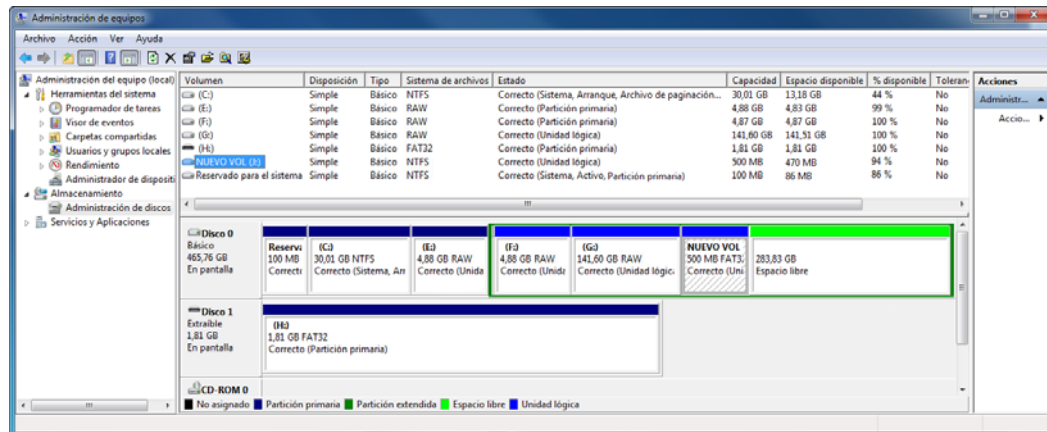 Administración de equipos
Archivo Acción Ver Ayuda
Administración del equipo (local)
Herramientas del sistema
Programador de tareas
Visor de eventos
Carpetas compartidas
Usuarios y grupos locales
Rendimiento
Administrador de dispositi
Almacenamiento
Administración de discos
Servicios y Aplicaciones
Volumen Disposición Tipo Sistema de archivos Estado Capacidad Espacio disponible % disponible Toleran
(C:) Simple Básico NTFS Correcto (Sistema, Arranque, Archivo de paginación... 30,01 GB 13,18 GB 44 % No
(E:) Simple Básico RAW Correcto (Partición primaria) 4,88 GB 4,83 GB 99 % No
(F:) Simple Básico RAW Correcto (Partición primaria) 4,87 GB 4,87 GB 100 % No
(G:) Simple Básico RAW Correcto (Unidad lógica) 141,60 GB 141,51 GB 100 % No
(H:) Simple Básico FAT32 Correcto (Partición primaria) 1,81 GB 1,81 GB 100 % No
NUEVO VOL (I:) Simple Básico NTFS Correcto (Unidad lógica) 500 MB 470 MB 94 % No
Reservado para el sistema Simple Básico NTFS Correcto (Sistema, Activo, Partición primaria) 100 MB 86 MB 86 % No
Acciones
Administr...
Accio...
Disco 0
Básico
465,76 GB
En pantalla
Reserva
100 MB
Correcti
(C:)
30,01 GB NTFS
Correcto (Sistema, Arr
(E:)
4,88 GB RAW
Correcto (Unida
(F:)
4,88 GB RAW
Correcto (Unida
(G:)
141,60 GB RAW
Correcto (Unidad lógic
NUEVO VOL
500 MB FAT3
Correcto (Uni
283,83 GB
Espacio libre
Disco 1
Extraíble
1,81 GB
En pantalla
(H:)
1,81 GB FAT32
Correcto (Partición primaria)
CD-ROM 0
No asignado Partición primaria Partición extendida Espacio libre Unidad lógica